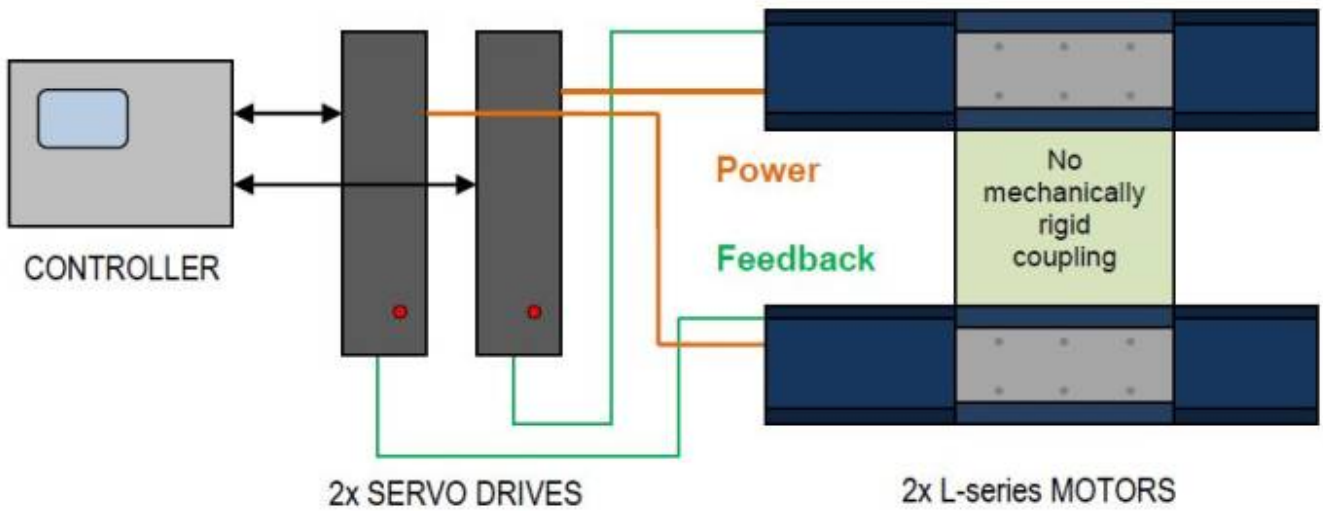 No
mechanically
rigid
coupling
Power
Feedback
CONTROLLER
2x SERVO DRIVES
2x L-series MOTORS